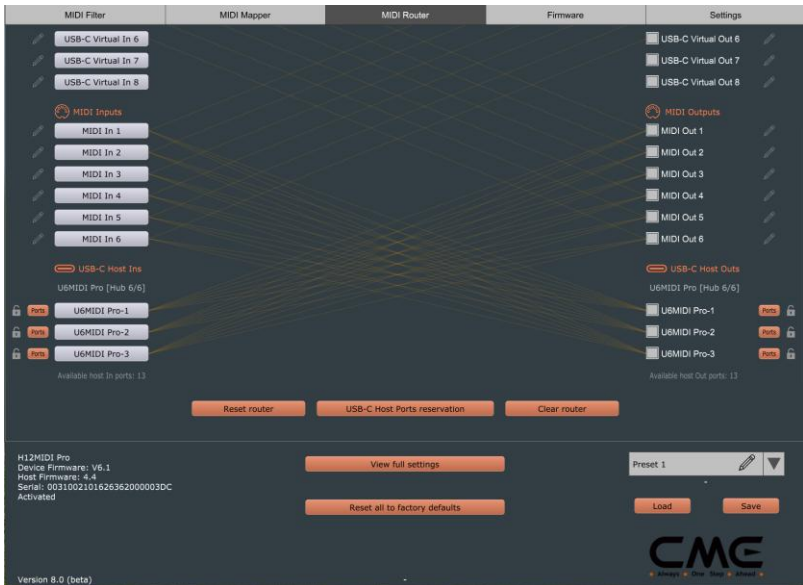 MIDI Filter MIDI Mapper MIDI Router Firmware Settings
USB-C Virtual In 6 USB-C Virtual Out 6
USB-C Virtual In 7 USB-C Virtual Out 7
USB-C Virtual In 8 USB-C Virtual Out 8
MIDI Inputs MIDI Outputs
MIDI In 1 MIDI Out 1
MIDI In 2 MIDI Out 2
MIDI In 3 MIDI Out 3
MIDI In 4 MIDI Out 4
MIDI In 5 MIDI Out 5
MIDI In 6 MIDI Out 6
USB-C Host Ins USB-C Host Outs
U6MIDI Pro [Hub 6/6] U6MIDI Pro [Hub 6/6]
Ports U6MIDI Pro-1 U6MIDI Pro-1 Ports
Ports U6MIDI Pro-2 U6MIDI Pro-2 Ports
Ports U6MIDI Pro-3 U6MIDI Pro-3 Ports
Available host In ports: 13 Available host Out ports: 13
Reset router USB-C Host Ports reservation Clear router
H12MIDI Pro
Device Firmware: V6.1
Host Firmware: 4.4
Serial: 0031002101626362000003DC
Activated
View full settings
Reset all to factory defaults
Preset 1
-
Load Save
CME
Always One Step Ahead
Version 8.0 (beta) -